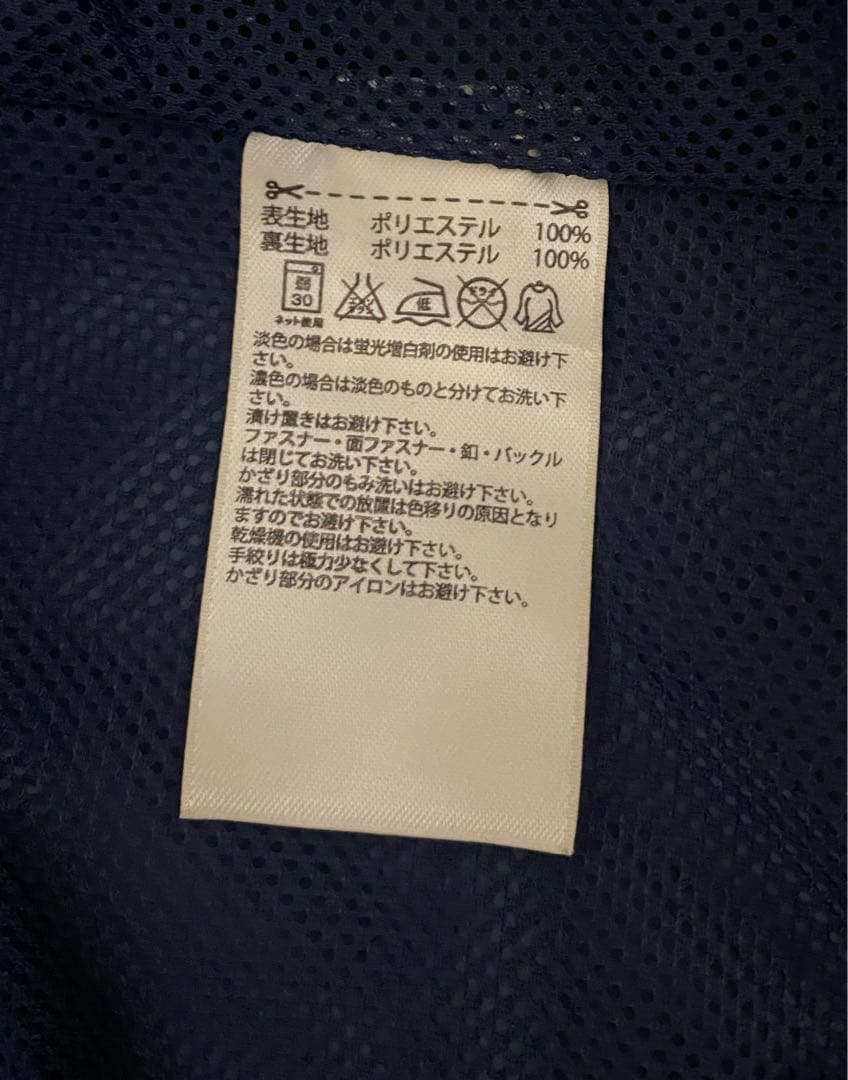 表生地 ポリエステル 100%
裏生地 ポリエステル 100%
弱
30
ネット使用
エンソサラシ
低
ドライ
淡色の場合は蛍光増白剤の使用はお避け下
さい。
濃色の場合は淡色のものと分けてお洗い下
さい。
漬け置きはお避け下さい。
ファスナー・面ファスナー・釦・バックル
は閉じてお洗い下さい。
かざり部分のもみ洗いはお避け下さい。
濡れた状態での放置は色移りの原因となり
ますのでお避け下さい。
乾燥機の使用はお避け下さい。
手絞りは極力少なくして下さい。
かざり部分のアイロンはお避け下さい。